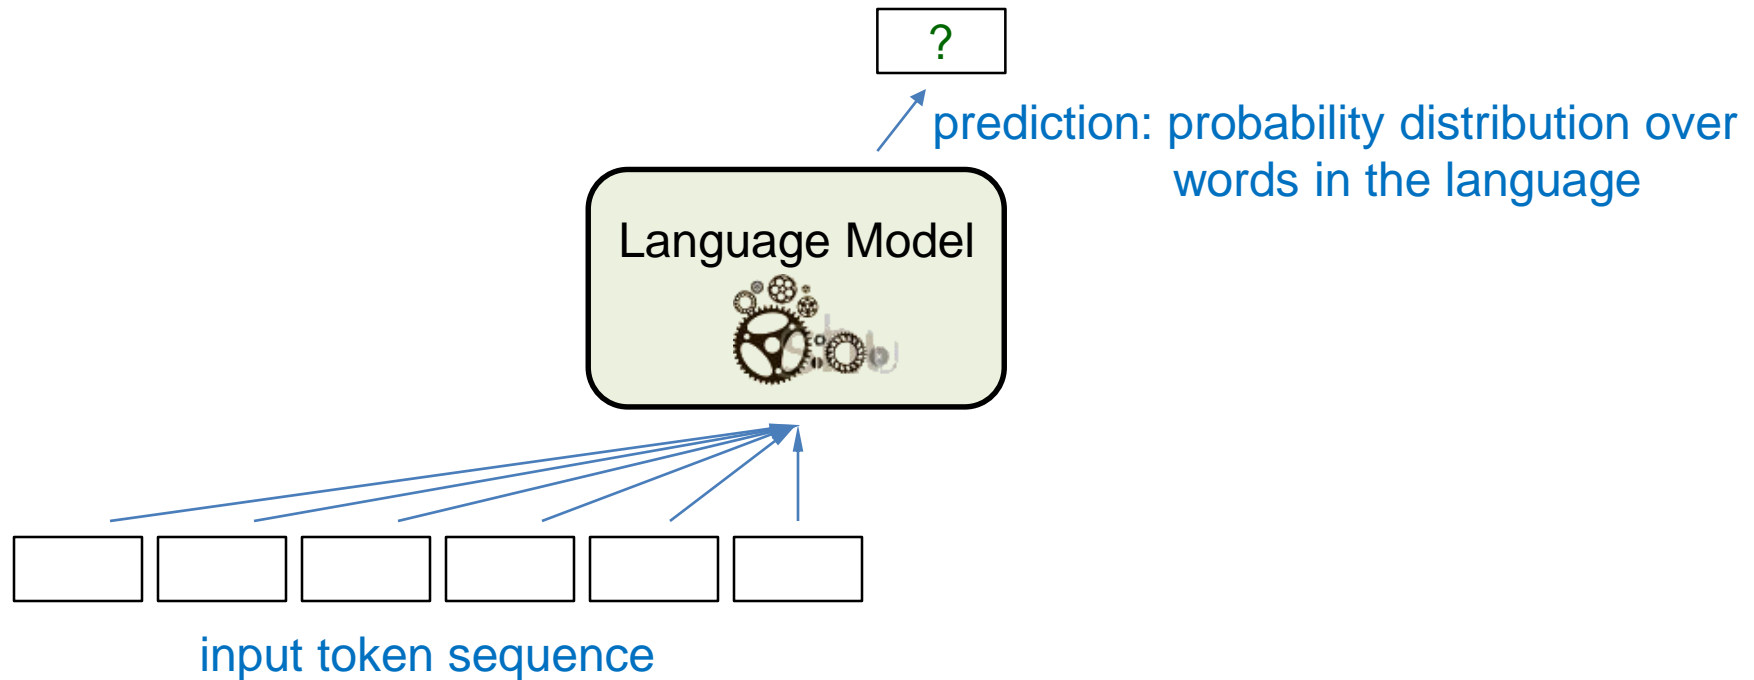 ?
prediction: probability distribution over
words in the language
Language Model
input token sequence